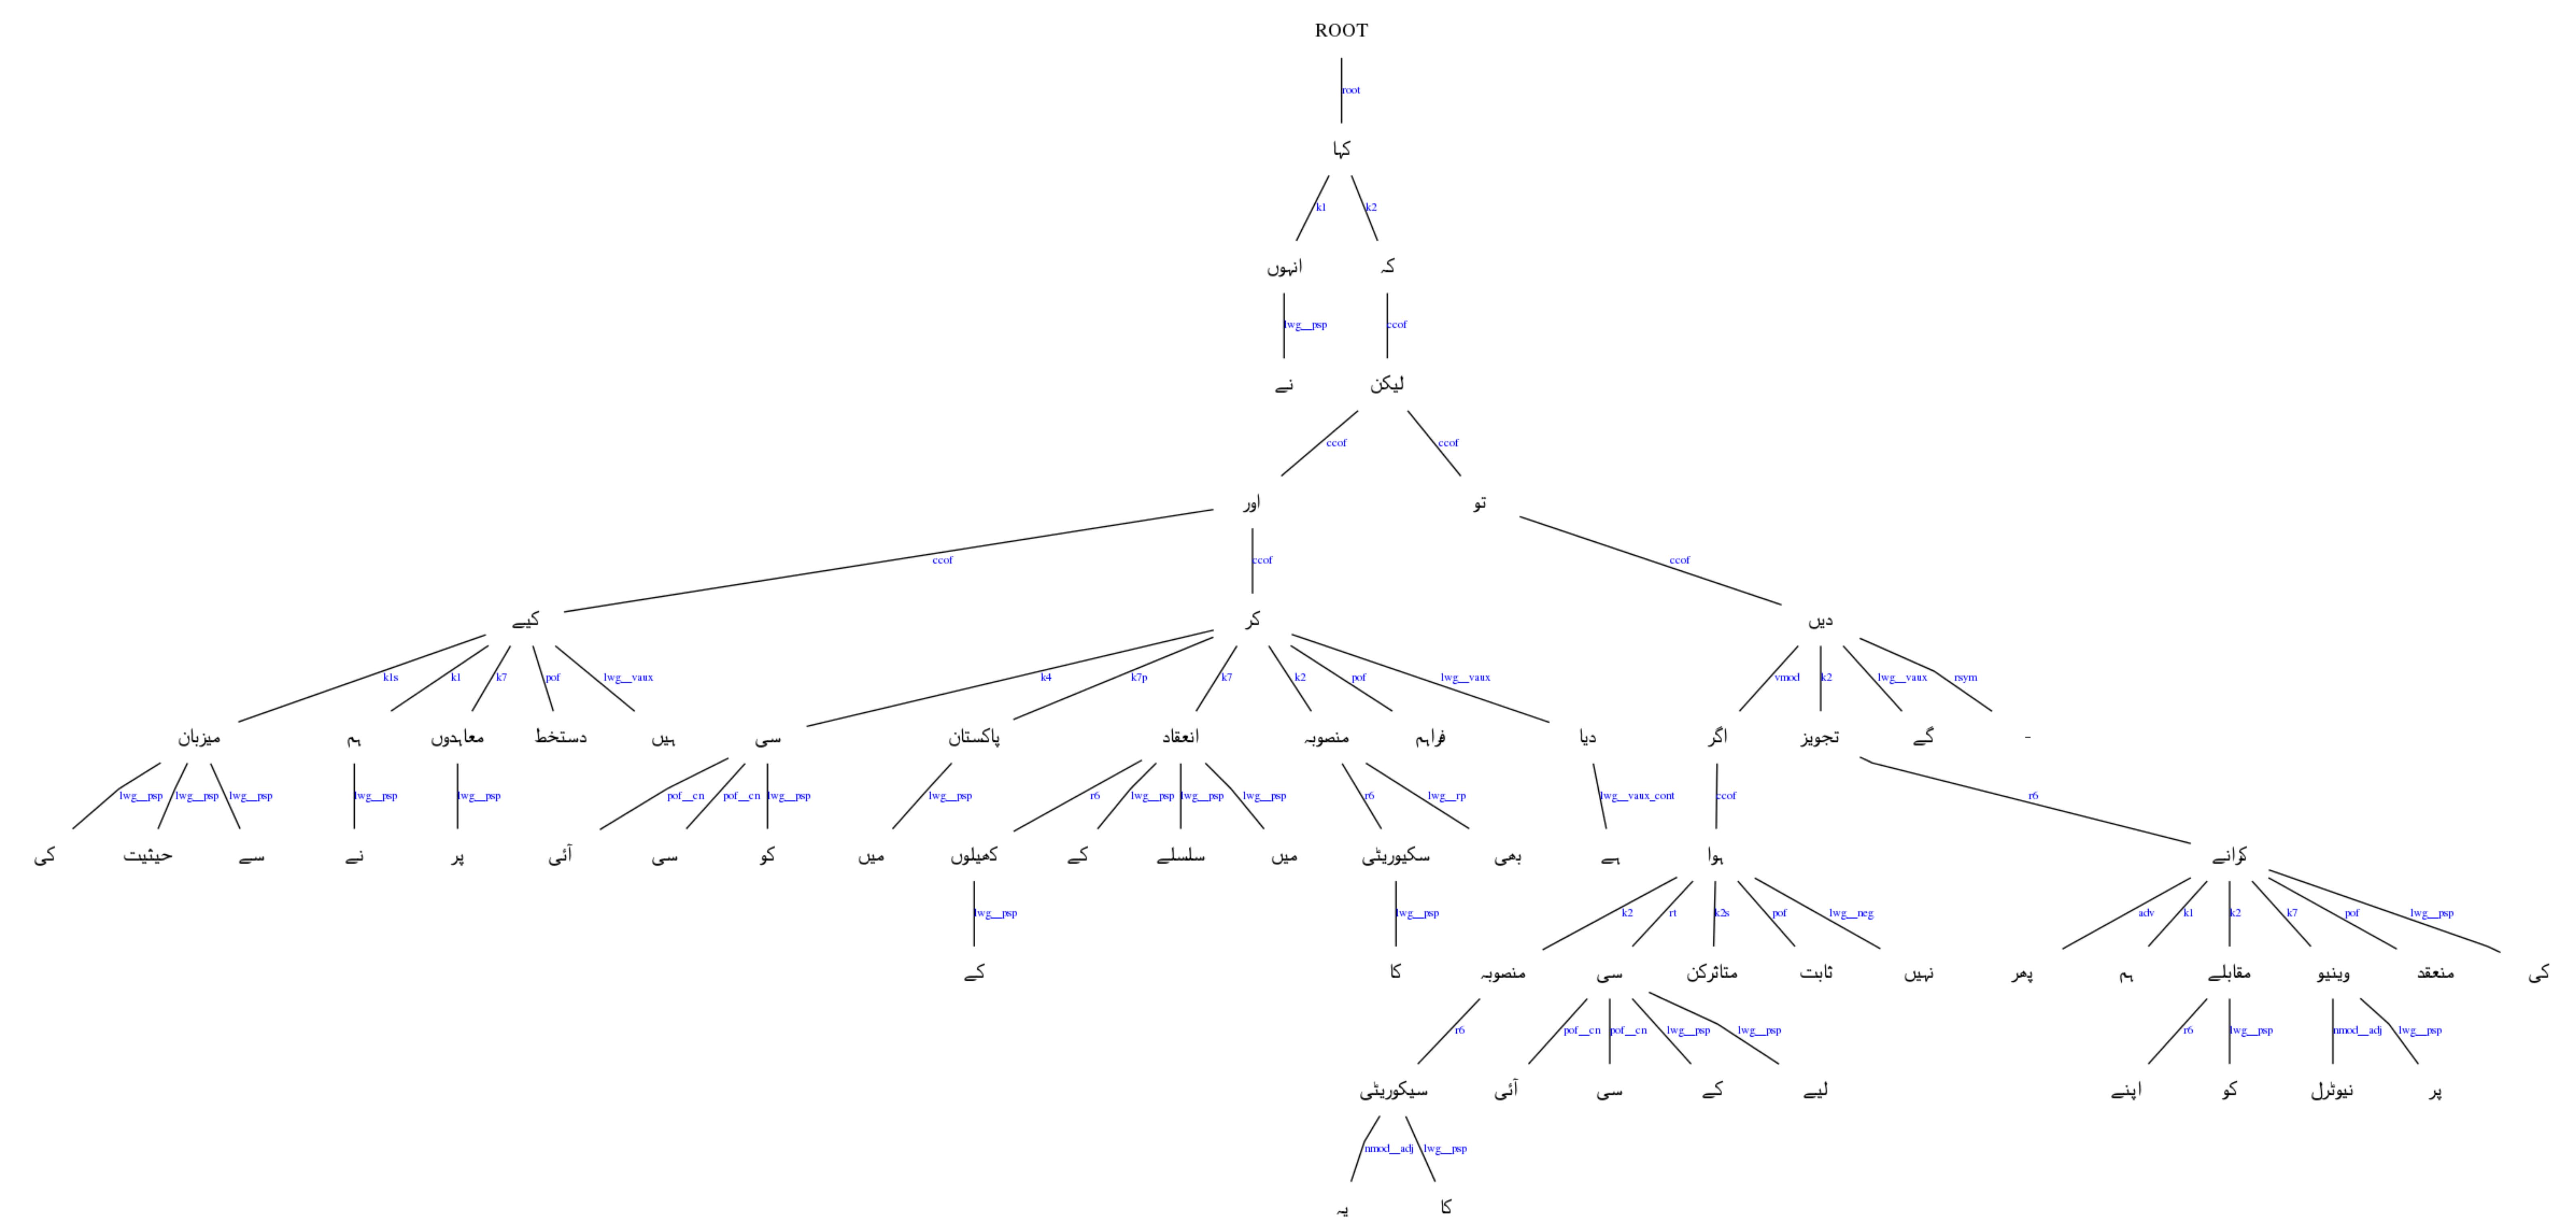 ROOT
root
کہا
k1 k2
انہوں کہ
lwg__psp ccof
نے لیکن
ccof ccof
اور تو
ccof ccof ccof
کیے کر دیں
k1s k1 k7 pof lwg__vaux k4 k7p k7 k2 pof lwg__vaux vmod k2 lwg__vaux rsym
میزبان ہم معاہدوں دستخط ہیں سی پاکستان انعقاد منصوبہ فراہم دیا اگر تجویز گے -
lwg__psp lwg__psp lwg__psp lwg__psp lwg__psp pof__cn pof__cn lwg__psp lwg__psp r6 lwg__psp lwg__psp lwg__psp r6 lwg__rp lwg__vaux_cont ccof r6
کی حیثیت سے نے پر آئی سی کو میں کھیلوں کے سلسلے میں سکیوریٹی بھی ہے ہوا کرانے
lwg__psp lwg__psp k2 rt k2s pof lwg__neg adv k1 k2 k7 pof lwg__psp
کے کا منصوبہ سی متاثرکن ثابت نہیں پھر ہم مقابلے وینیو منعقد کی
r6 pof__cn pof__cn lwg__psp lwg__psp r6 lwg__psp nmod__adj lwg__psp
سیکوریٹی آئی سی کے لیے اپنے کو نیوٹرل پر
nmod__adj lwg__psp
یہ کا